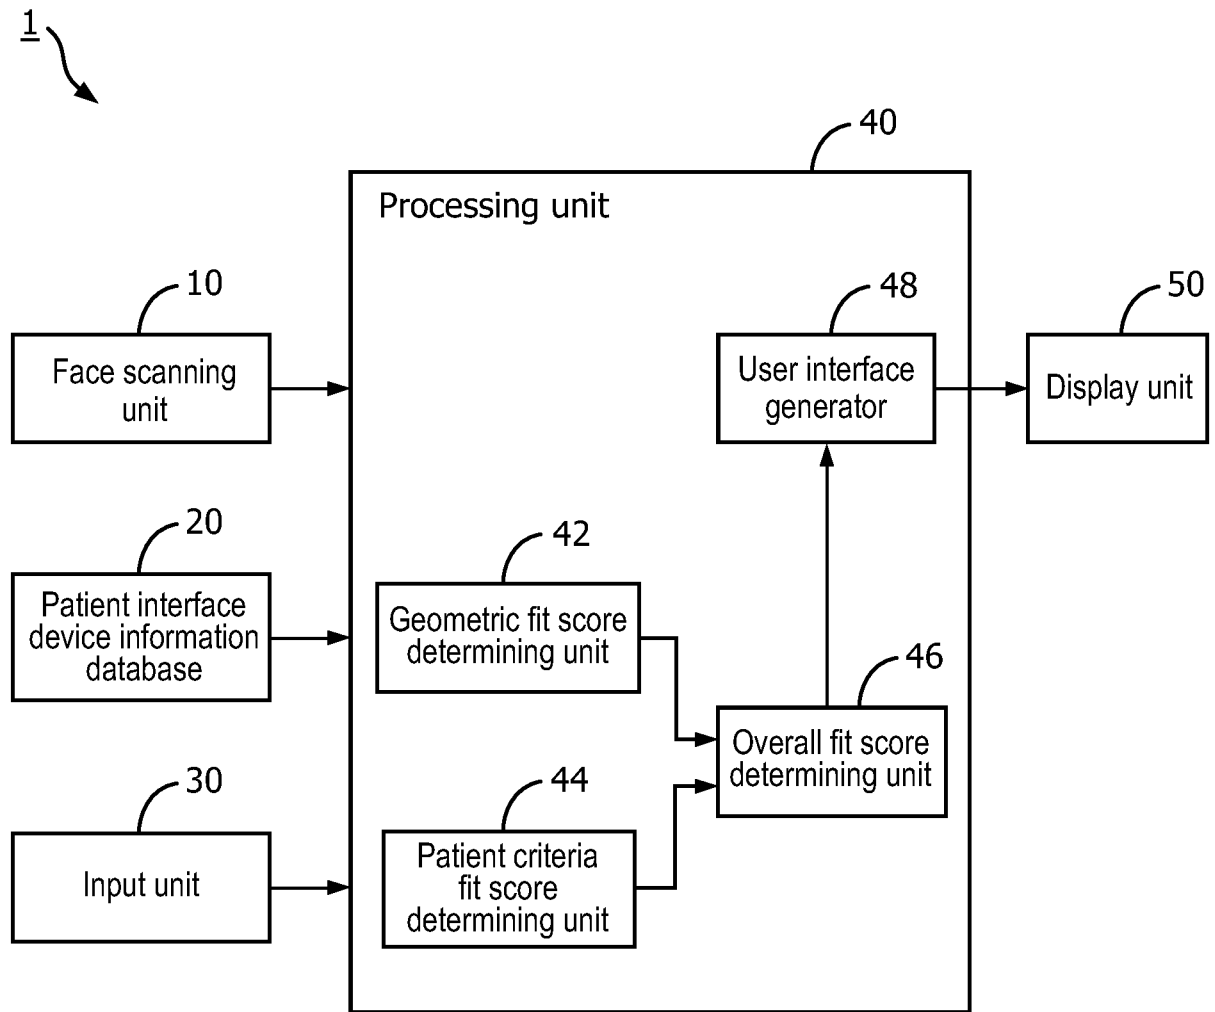 1
40
Processing unit
10
Face scanning
unit
48
User interface
generator
50
Display unit
20
Patient interface
device information
database
42
Geometric fit score
determining unit
46
Overall fit score
determining unit
30
Input unit
44
Patient criteria
fit score
determining unit